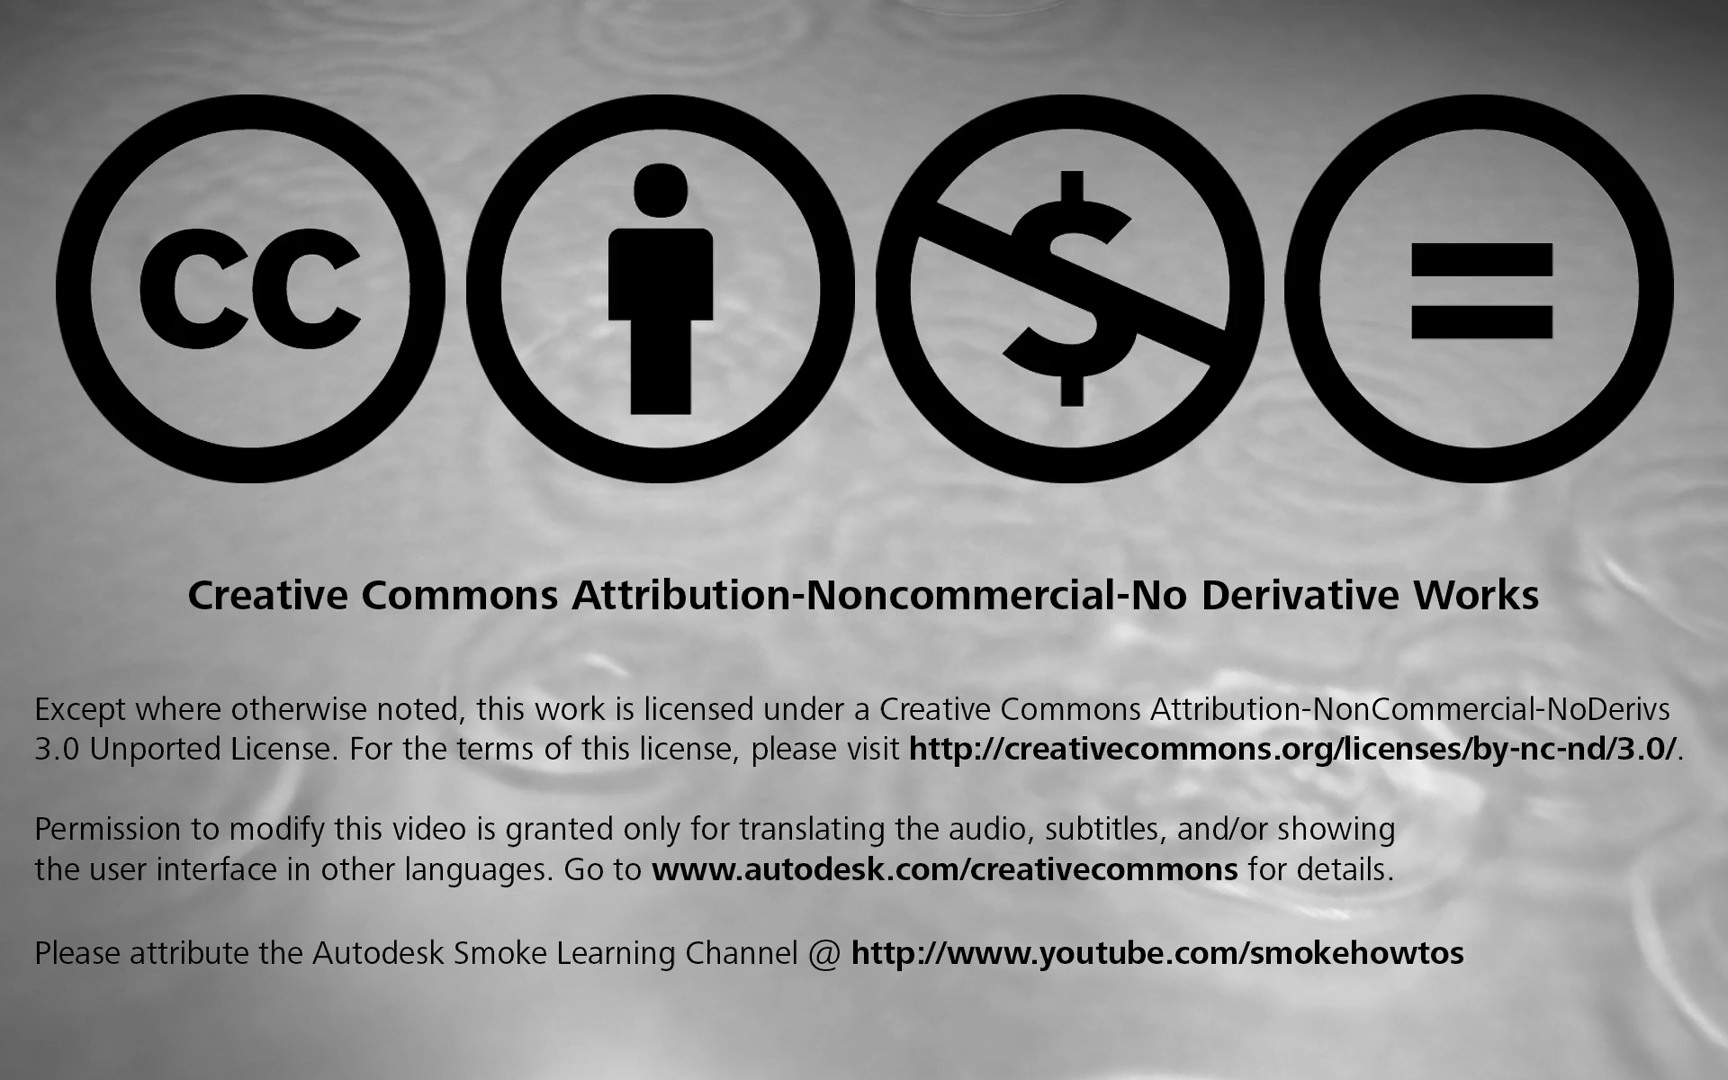 cc
$
=
Creative Commons Attribution-Noncommercial-No Derivative Works
Except where otherwise noted, this work is licensed under a Creative Commons Attribution-NonCommercial-NoDerivs
3.0 Unported License. For the terms of this license, please visit http://creativecommons.org/licenses/by-nc-nd/3.0/.
Permission to modify this video is granted only for translating the audio, subtitles, and/or showing
the user interface in other languages. Go to www.autodesk.com/creativecommons for details.
Please attribute the Autodesk Smoke Learning Channel @ http://www.youtube.com/smokehowtos